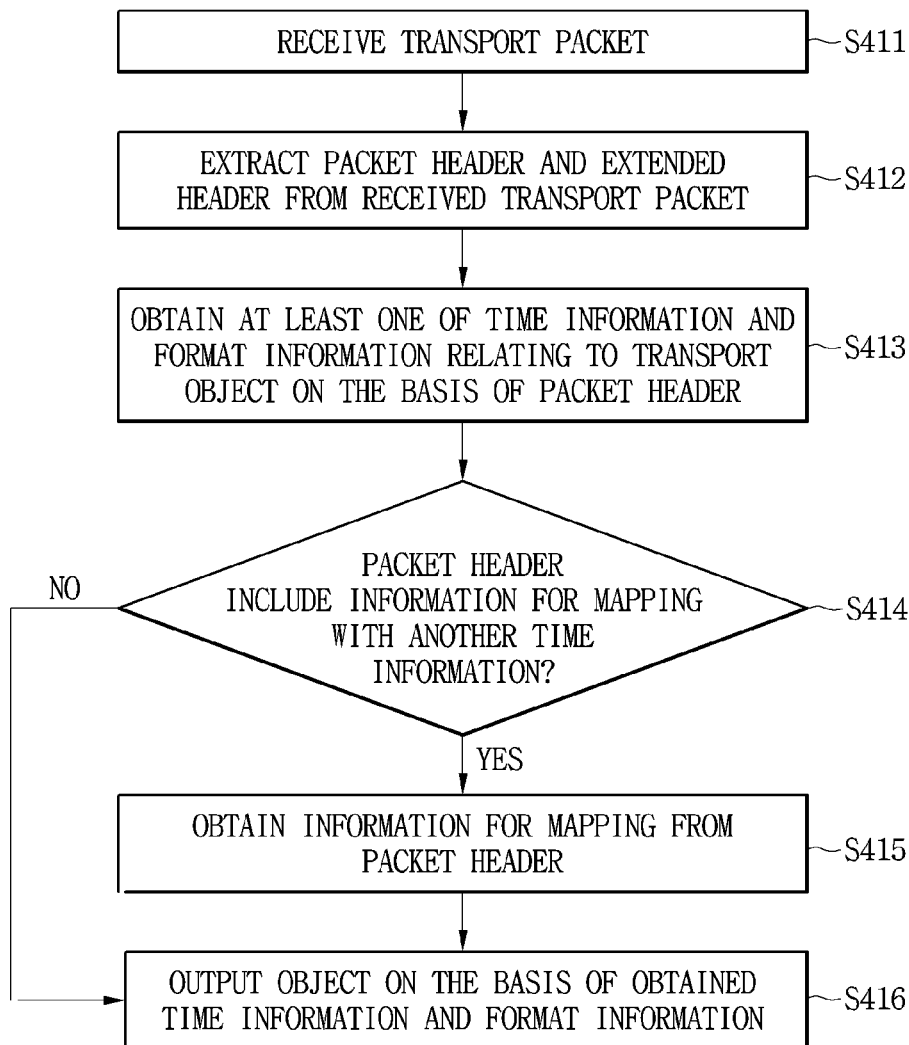 RECEIVE TRANSPORT PACKET
S411
EXTRACT PACKET HEADER AND EXTENDED
HEADER FROM RECEIVED TRANSPORT PACKET
S412
OBTAIN AT LEAST ONE OF TIME INFORMATION AND
FORMAT INFORMATION RELATING TO TRANSPORT
OBJECT ON THE BASIS OF PACKET HEADER
S413
PACKET HEADER
INCLUDE INFORMATION FOR MAPPING
WITH ANOTHER TIME
INFORMATION?
S414
NO
YES
OBTAIN INFORMATION FOR MAPPING FROM
PACKET HEADER
S415
OUTPUT OBJECT ON THE BASIS OF OBTAINED
TIME INFORMATION AND FORMAT INFORMATION
S416